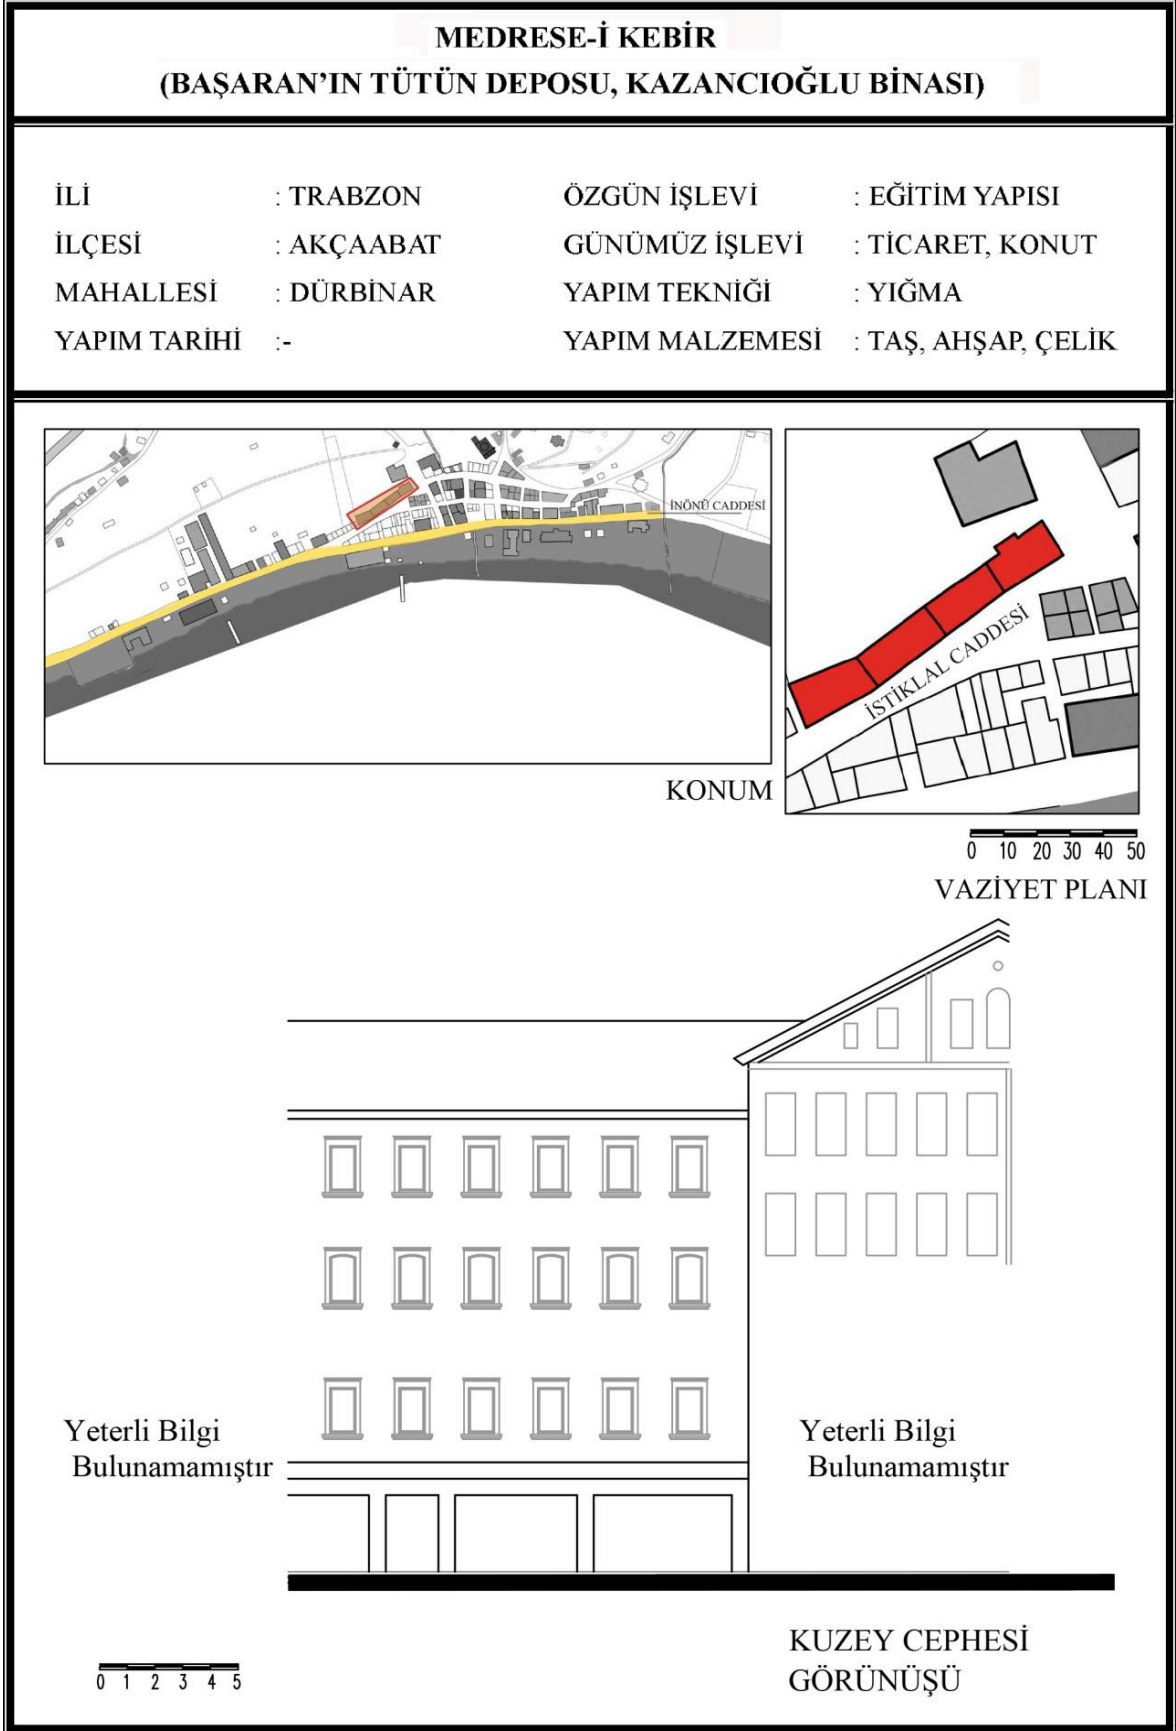 MEDRESE-İ KEBİR
(BAŞARAN’IN TÜTÜN DEPOSU, KAZANCIOĞLU BİNASI)
İLİ : TRABZON ÖZGÜN İŞLEVİ : EĞİTİM YAPISI
İLÇESİ : AKÇAABAT GÜNÜMÜZ İŞLEVİ : TİCARET, KONUT
MAHALLESİ : DÜRBİNAR YAPIM TEKNİĞİ : YIĞMA
YAPIM TARİHİ :- YAPIM MALZEMESİ : TAŞ, AHŞAP, ÇELİK
İNÖNÜ CADDESİ
KONUM
İSTİKLAL CADDESİ
0 10 20 30 40 50
VAZİYET PLANI
Yeterli Bilgi
Bulunamamıştır
Yeterli Bilgi
Bulunamamıştır
0 1 2 3 4 5
KUZEY CEPHESİ
GÖRÜNÜŞÜ